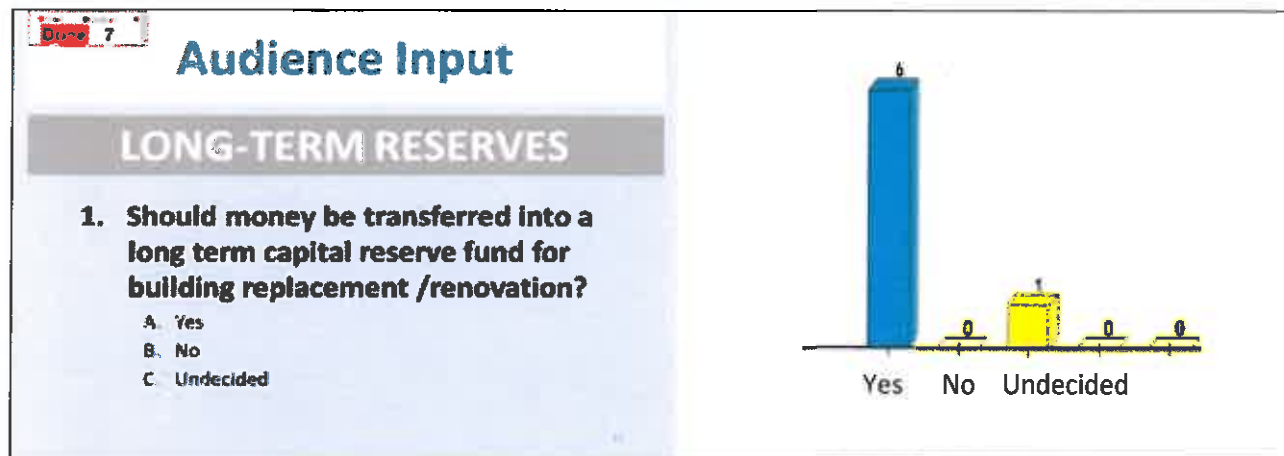 Done 7
Audience Input
LONG-TERM RESERVES
1. Should money be transferred into a
long term capital reserve fund for
building replacement /renovation?
A. Yes
B. No
C. Undecided
6
0
1
0
0
Yes No Undecided